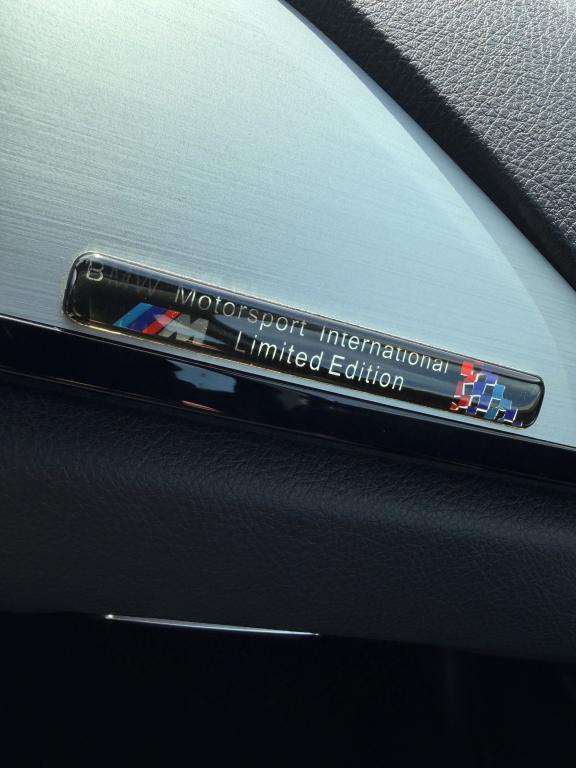 BMW Motorsport International
M Limited Edition